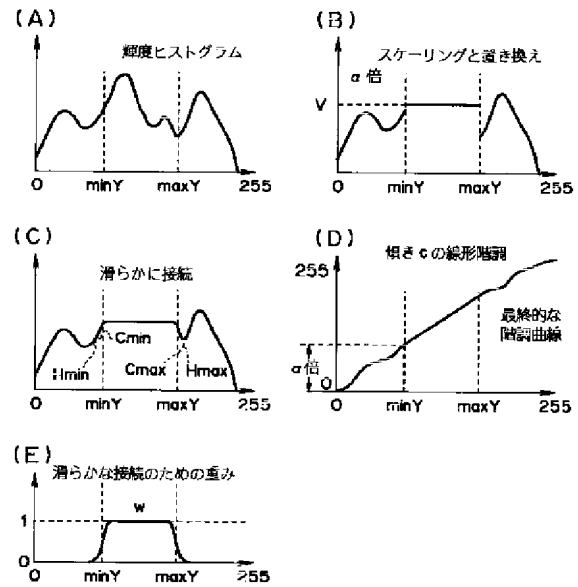 (A)
輝度ヒストグラム
0 minY maxY 255
(B)
スケーリングと置き換え
α倍
V
0 minY maxY 255
(C)
滑らかに接続
Cmin
Hmin
Cmax Hmax
0 minY maxY 255
(D)
傾きcの線形階調
255
最終的な
階調曲線
α倍
0
0 minY maxY 255
(E)
滑らかな接続のための重み
w
1
0
minY maxY 255